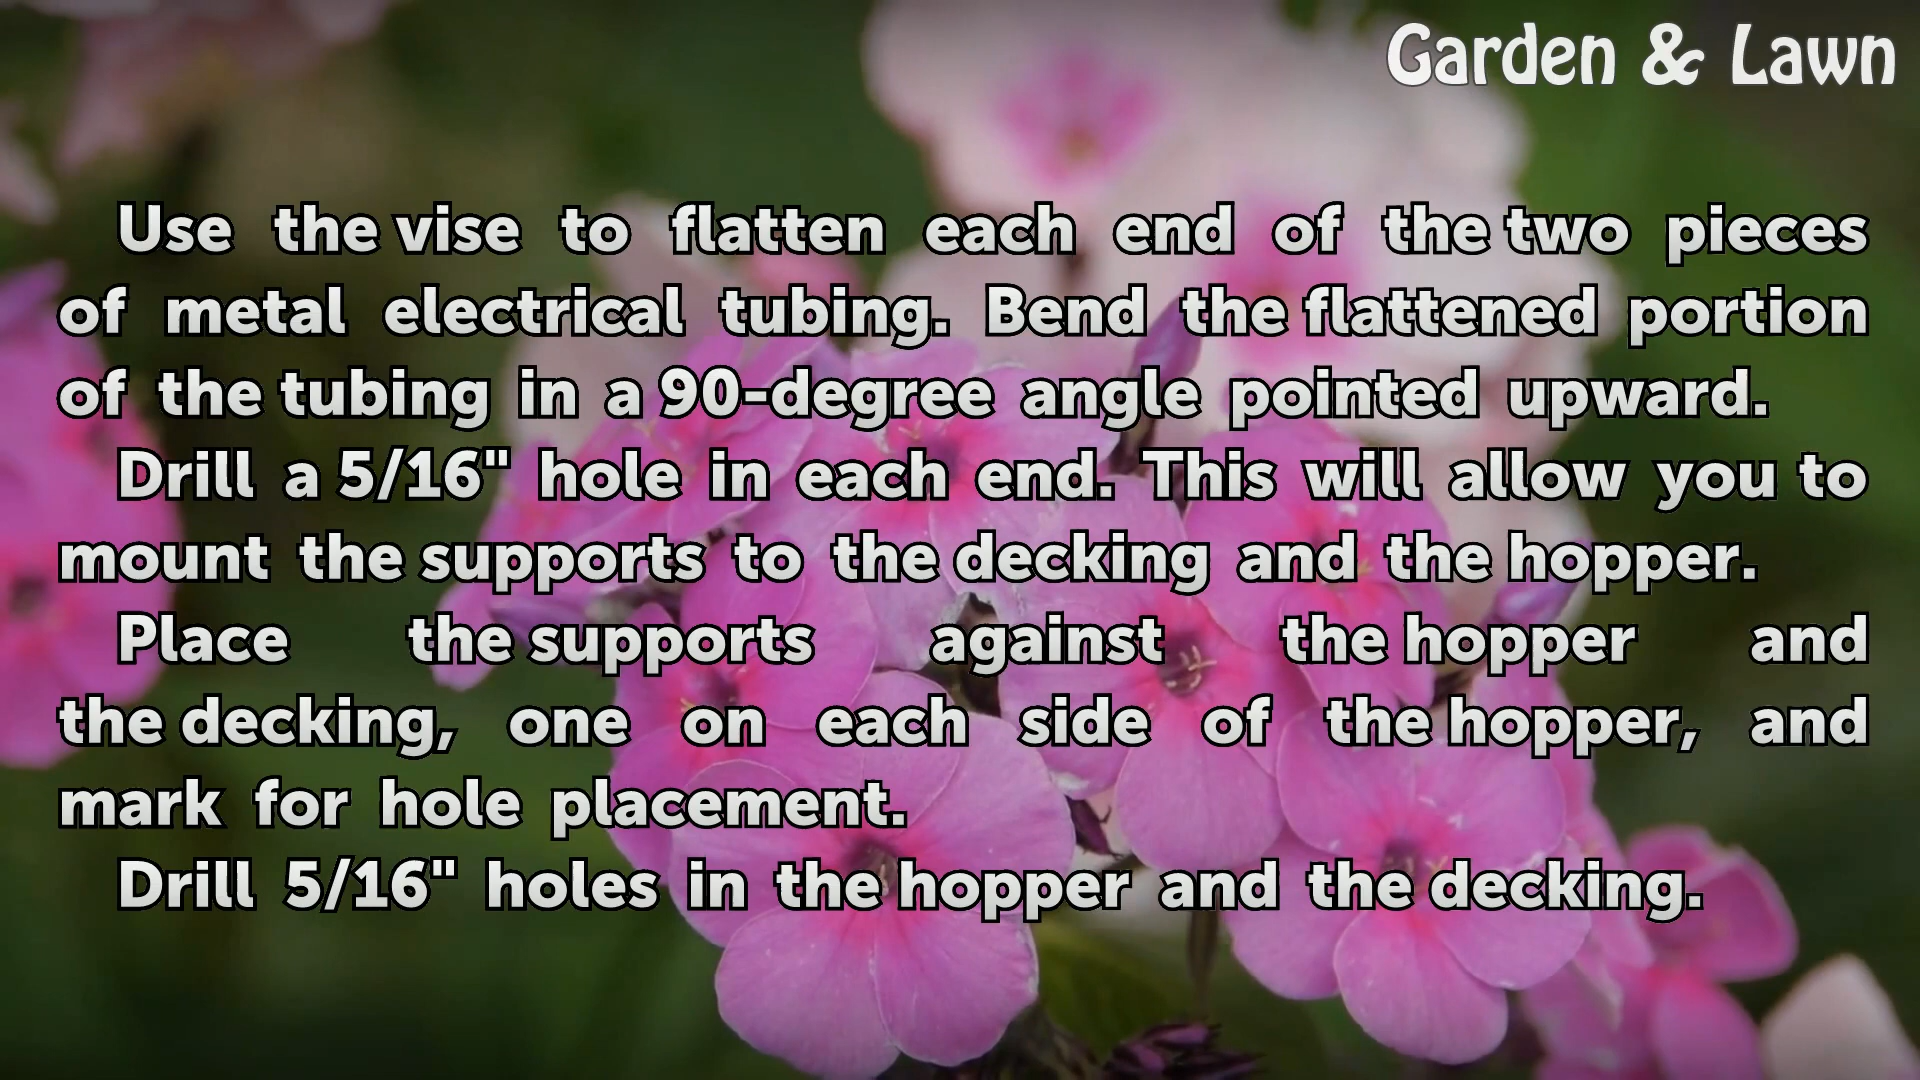 Garden & Lawn
Use the vise to flatten each end of the two pieces
of metal electrical tubing. Bend the flattened portion
of the tubing in a 90-degree angle pointed upward.
Drill a 5/16" hole in each end. This will allow you to
mount the supports to the decking and the hopper.
Place the supports against the hopper and
the decking, one on each side of the hopper, and
mark for hole placement.
Drill 5/16" holes in the hopper and the decking.